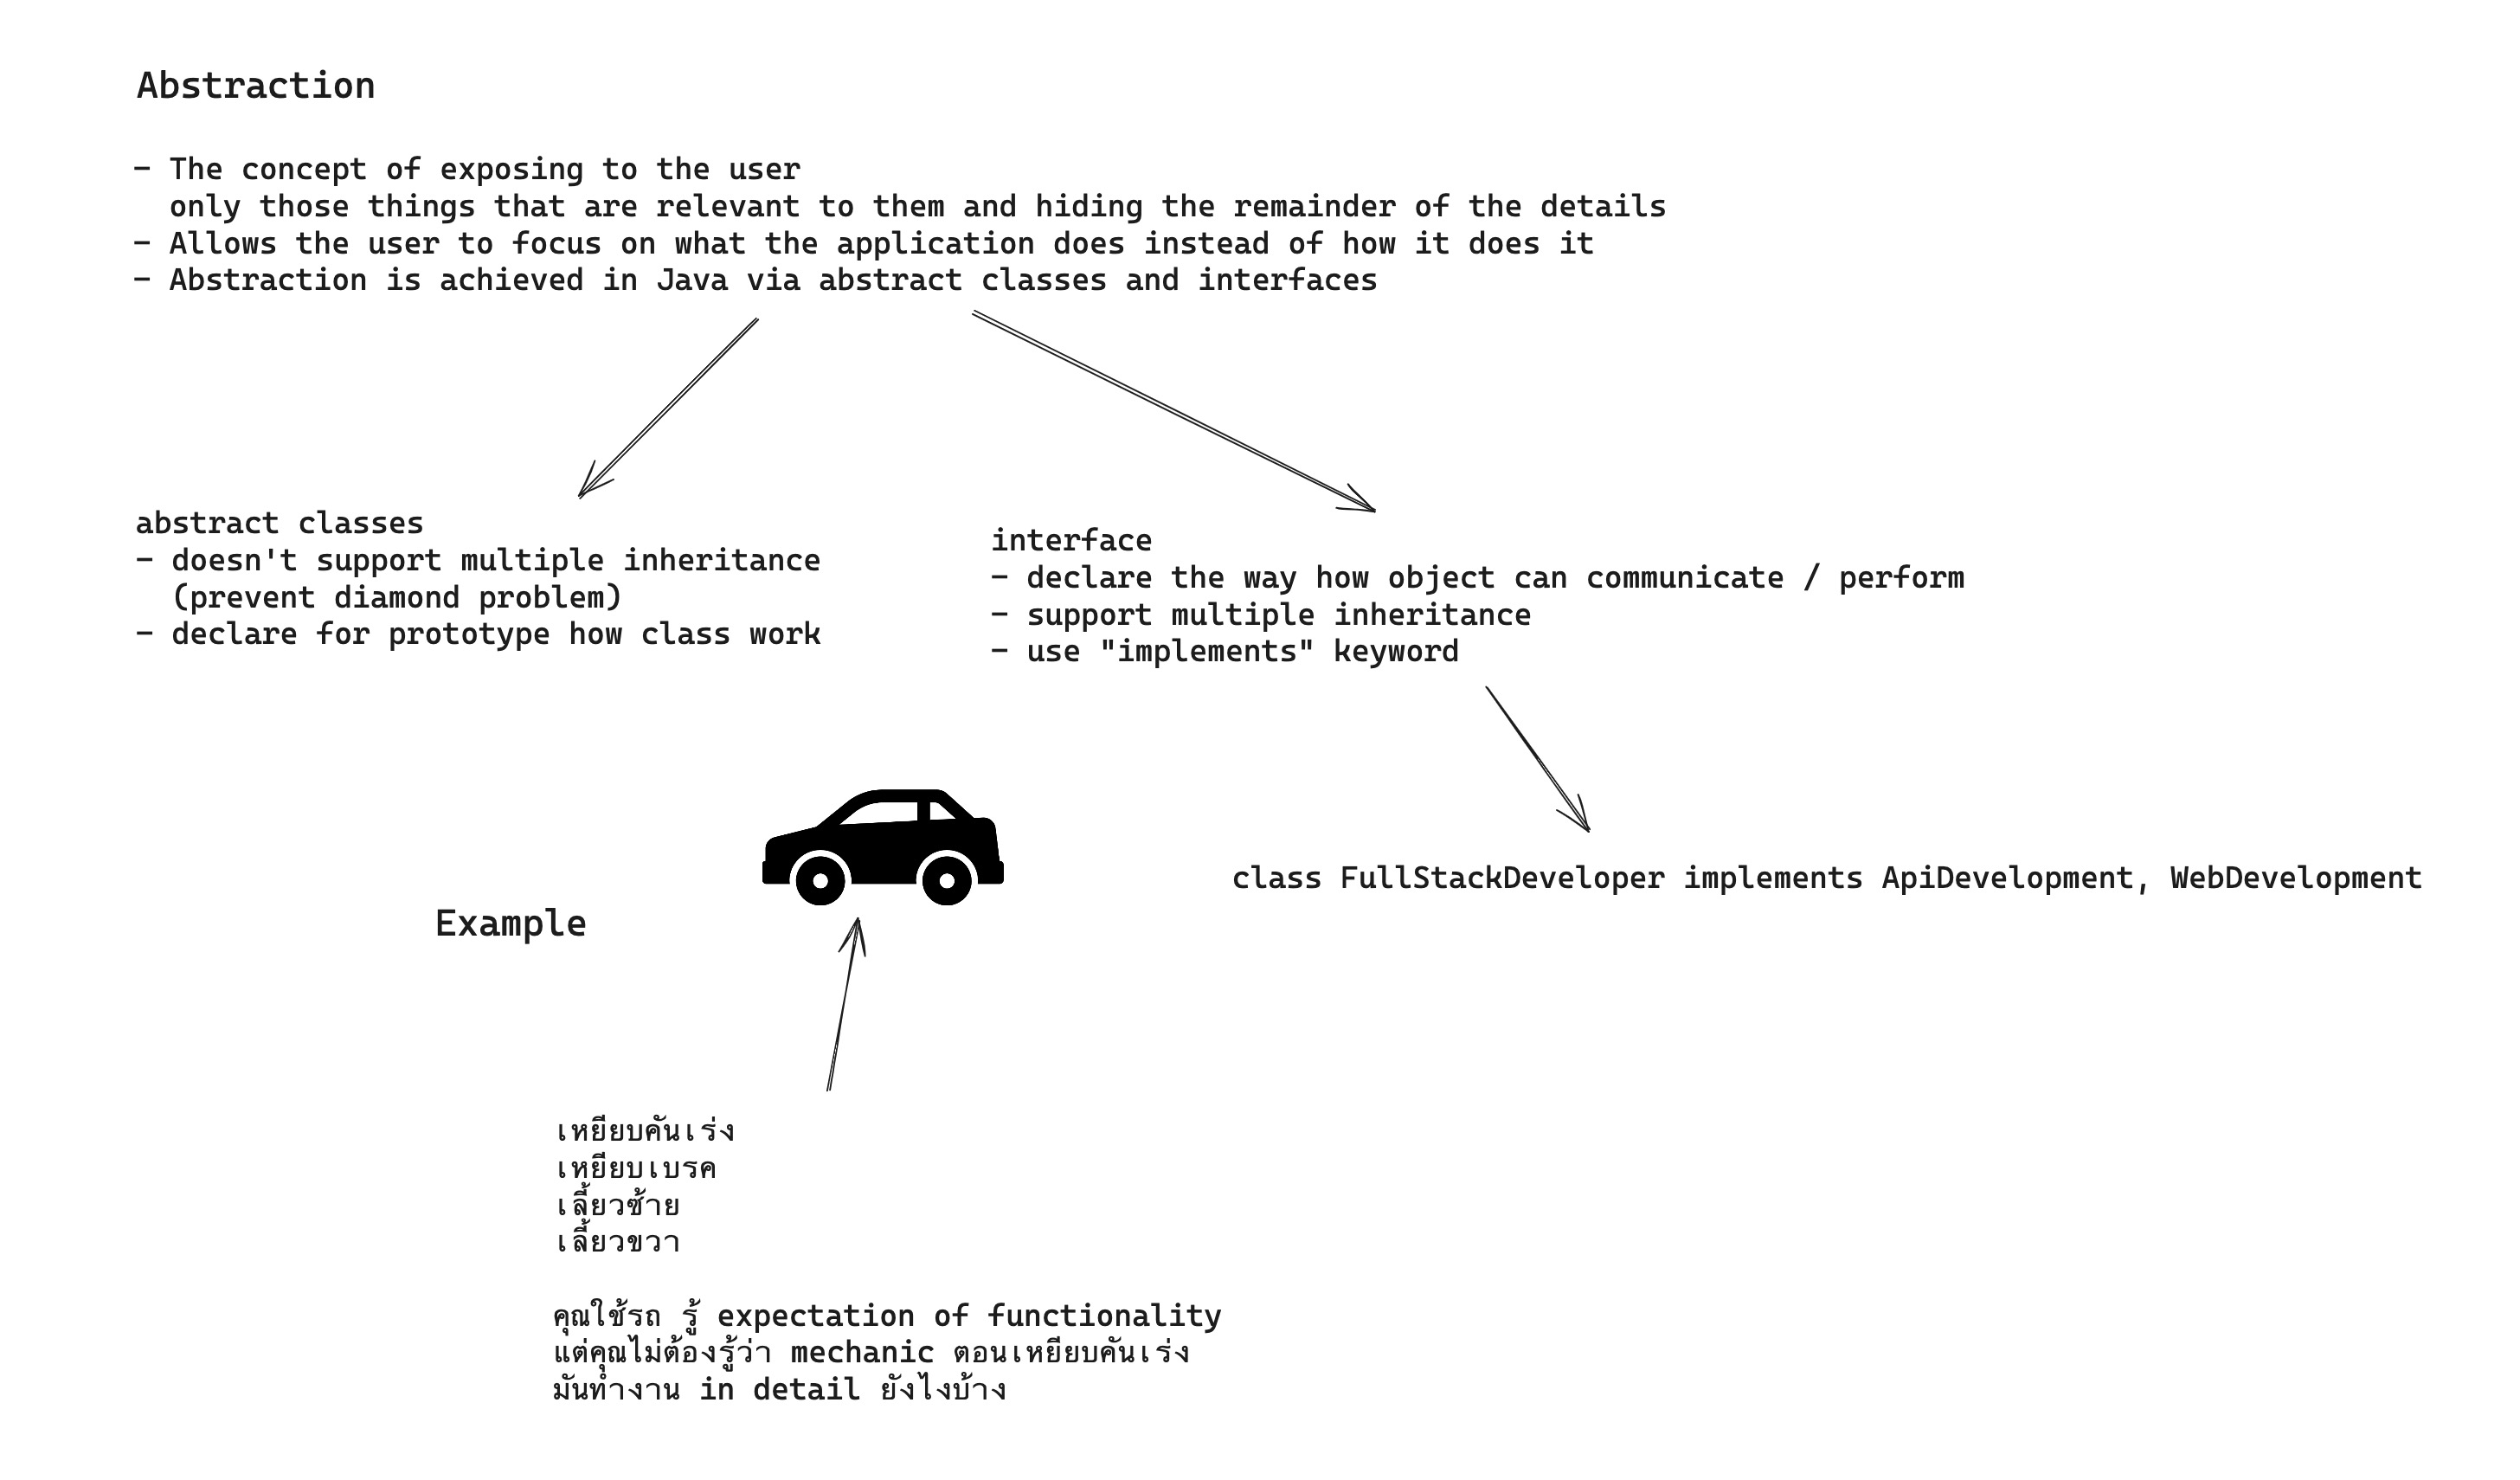 Abstraction
- The concept of exposing to the user
only those things that are relevant to them and hiding the remainder of the details
- Allows the user to focus on what the application does instead of how it does it
- Abstraction is achieved in Java via abstract classes and interfaces
abstract classes
- doesn't support multiple inheritance
(prevent diamond problem)
- declare for prototype how class work
interface
- declare the way how object can communicate / perform
- support multiple inheritance
- use "implements" keyword
class FullStackDeveloper implements ApiDevelopment, WebDevelopment
Example
เหยียบคันเร่ง
เหยียบเบรค
เลี้ยวซ้าย
เลี้ยวขวา
คุณใช้รถ รู้ expectation of functionality
แต่คุณไม่ต้องรู้ว่า mechanic ตอนเหยียบคันเร่ง
มันทำงาน in detail ยังไงบ้าง